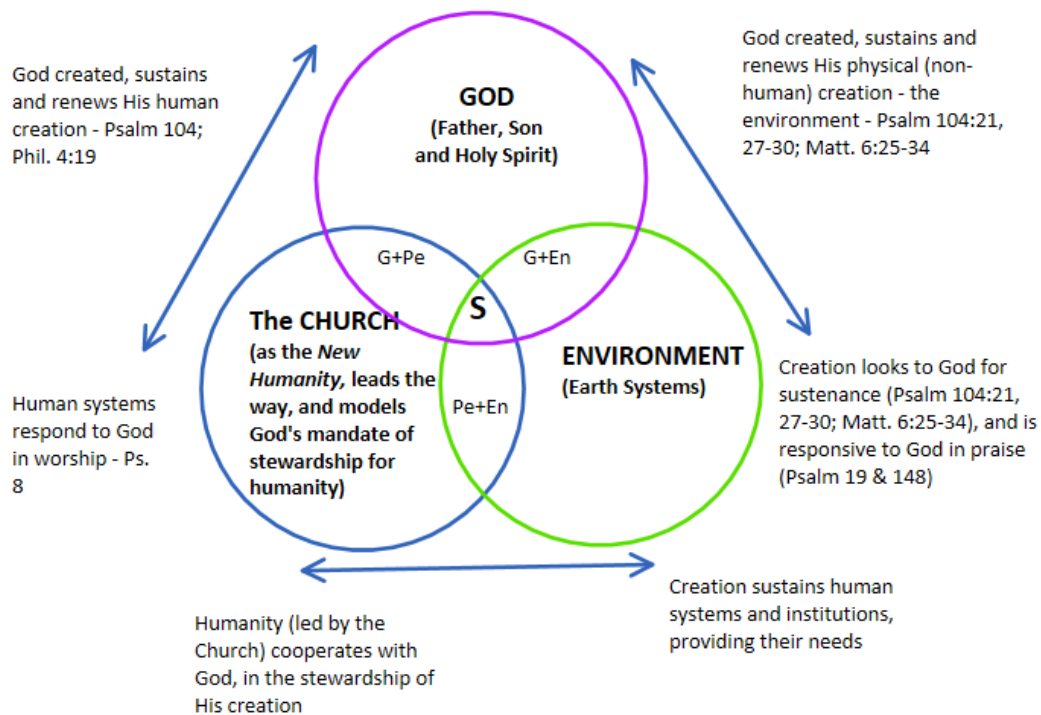 God created, sustains
and renews His human
creation - Psalm 104;
Phil. 4:19
GOD
(Father, Son
and Holy Spirit)
God created, sustains and
renews His physical (non-
human) creation - the
environment - Psalm 104:21,
27-30; Matt. 6:25-34
G+Pe
G+En
S
The CHURCH
(as the New
Humanity, leads the
way, and models
God's mandate of
stewardship for
humanity)
Pe+En
ENVIRONMENT
(Earth Systems)
Human systems
respond to God
in worship - Ps.
8
Creation looks to God for
sustenance (Psalm 104:21,
27-30; Matt. 6:25-34), and is
responsive to God in praise
(Psalm 19 & 148)
Humanity (led by the
Church) cooperates with
God, in the stewardship of
His creation
Creation sustains human
systems and institutions,
providing their needs